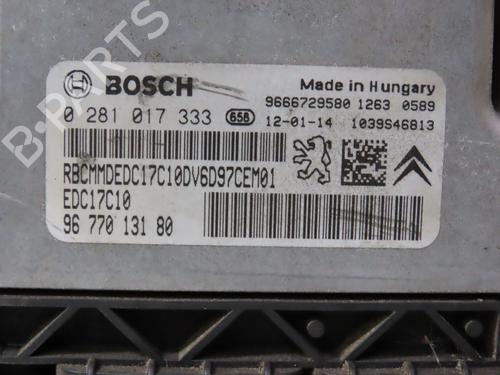 BOSCH
Made in Hungary
9666729580 1263 0589
0 281 017 333 658 12-01-14 1039S46813
RBCMMDEDC17C10DV6D97CEM01
EDC17C10
96 770 131 80
B-PARTS